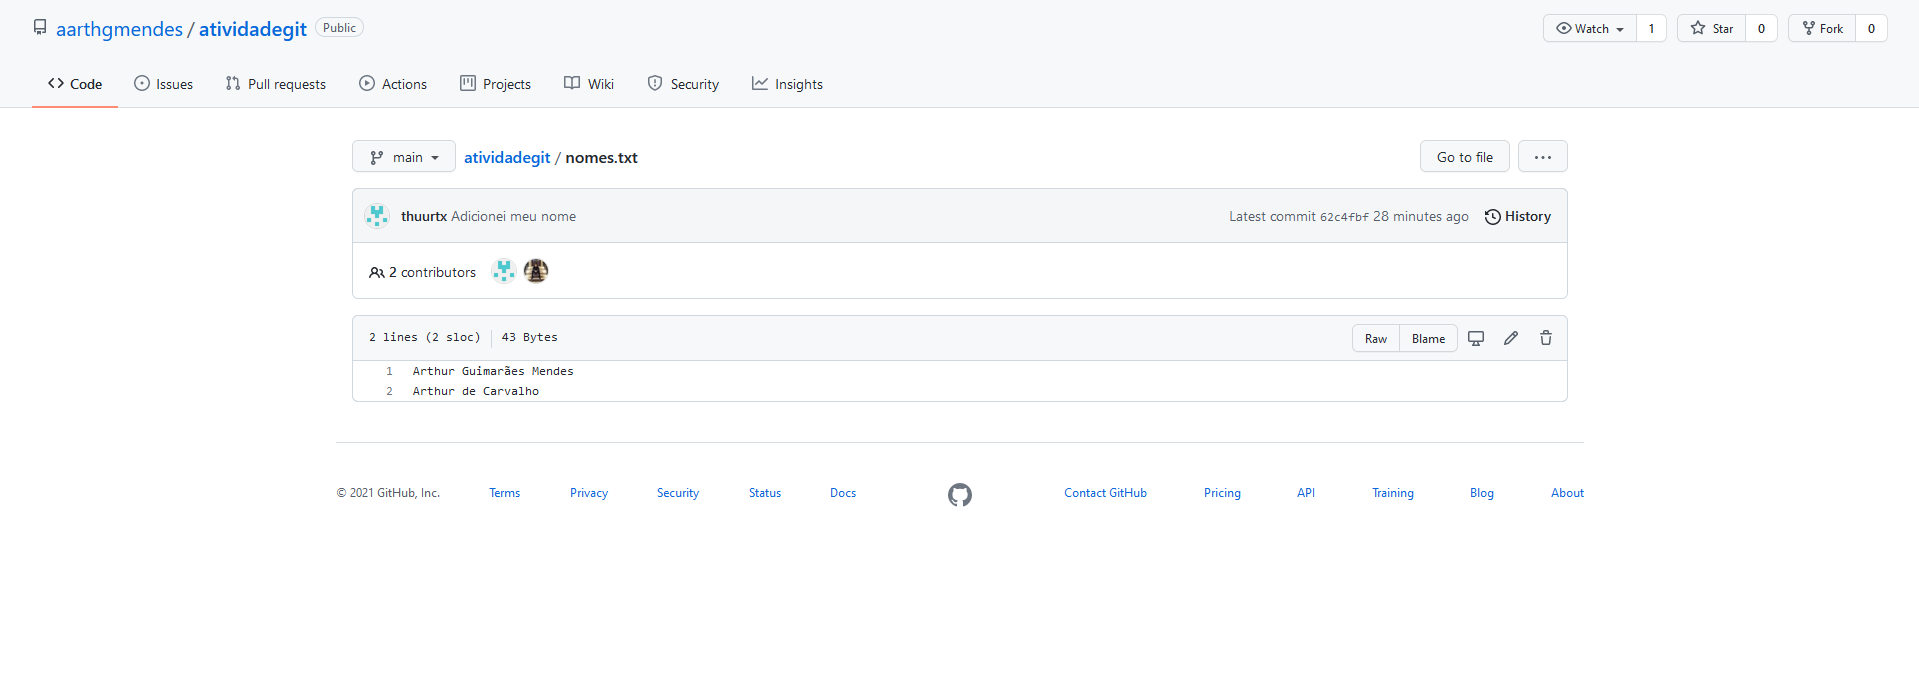 aarthgmendes / atividadegit Public
Watch 1 Star 0 Fork 0
Code Issues Pull requests Actions Projects Wiki Security Insights
main atividadegit / nomes.txt Go to file ...
thuurtx Adicionei meu nome Latest commit 62c4fbf 28 minutes ago History
2 contributors
2 lines (2 sloc) 43 Bytes Raw Blame
1 Arthur Guimarães Mendes
2 Arthur de Carvalho
© 2021 GitHub, Inc. Terms Privacy Security Status Docs Contact GitHub Pricing API Training Blog About